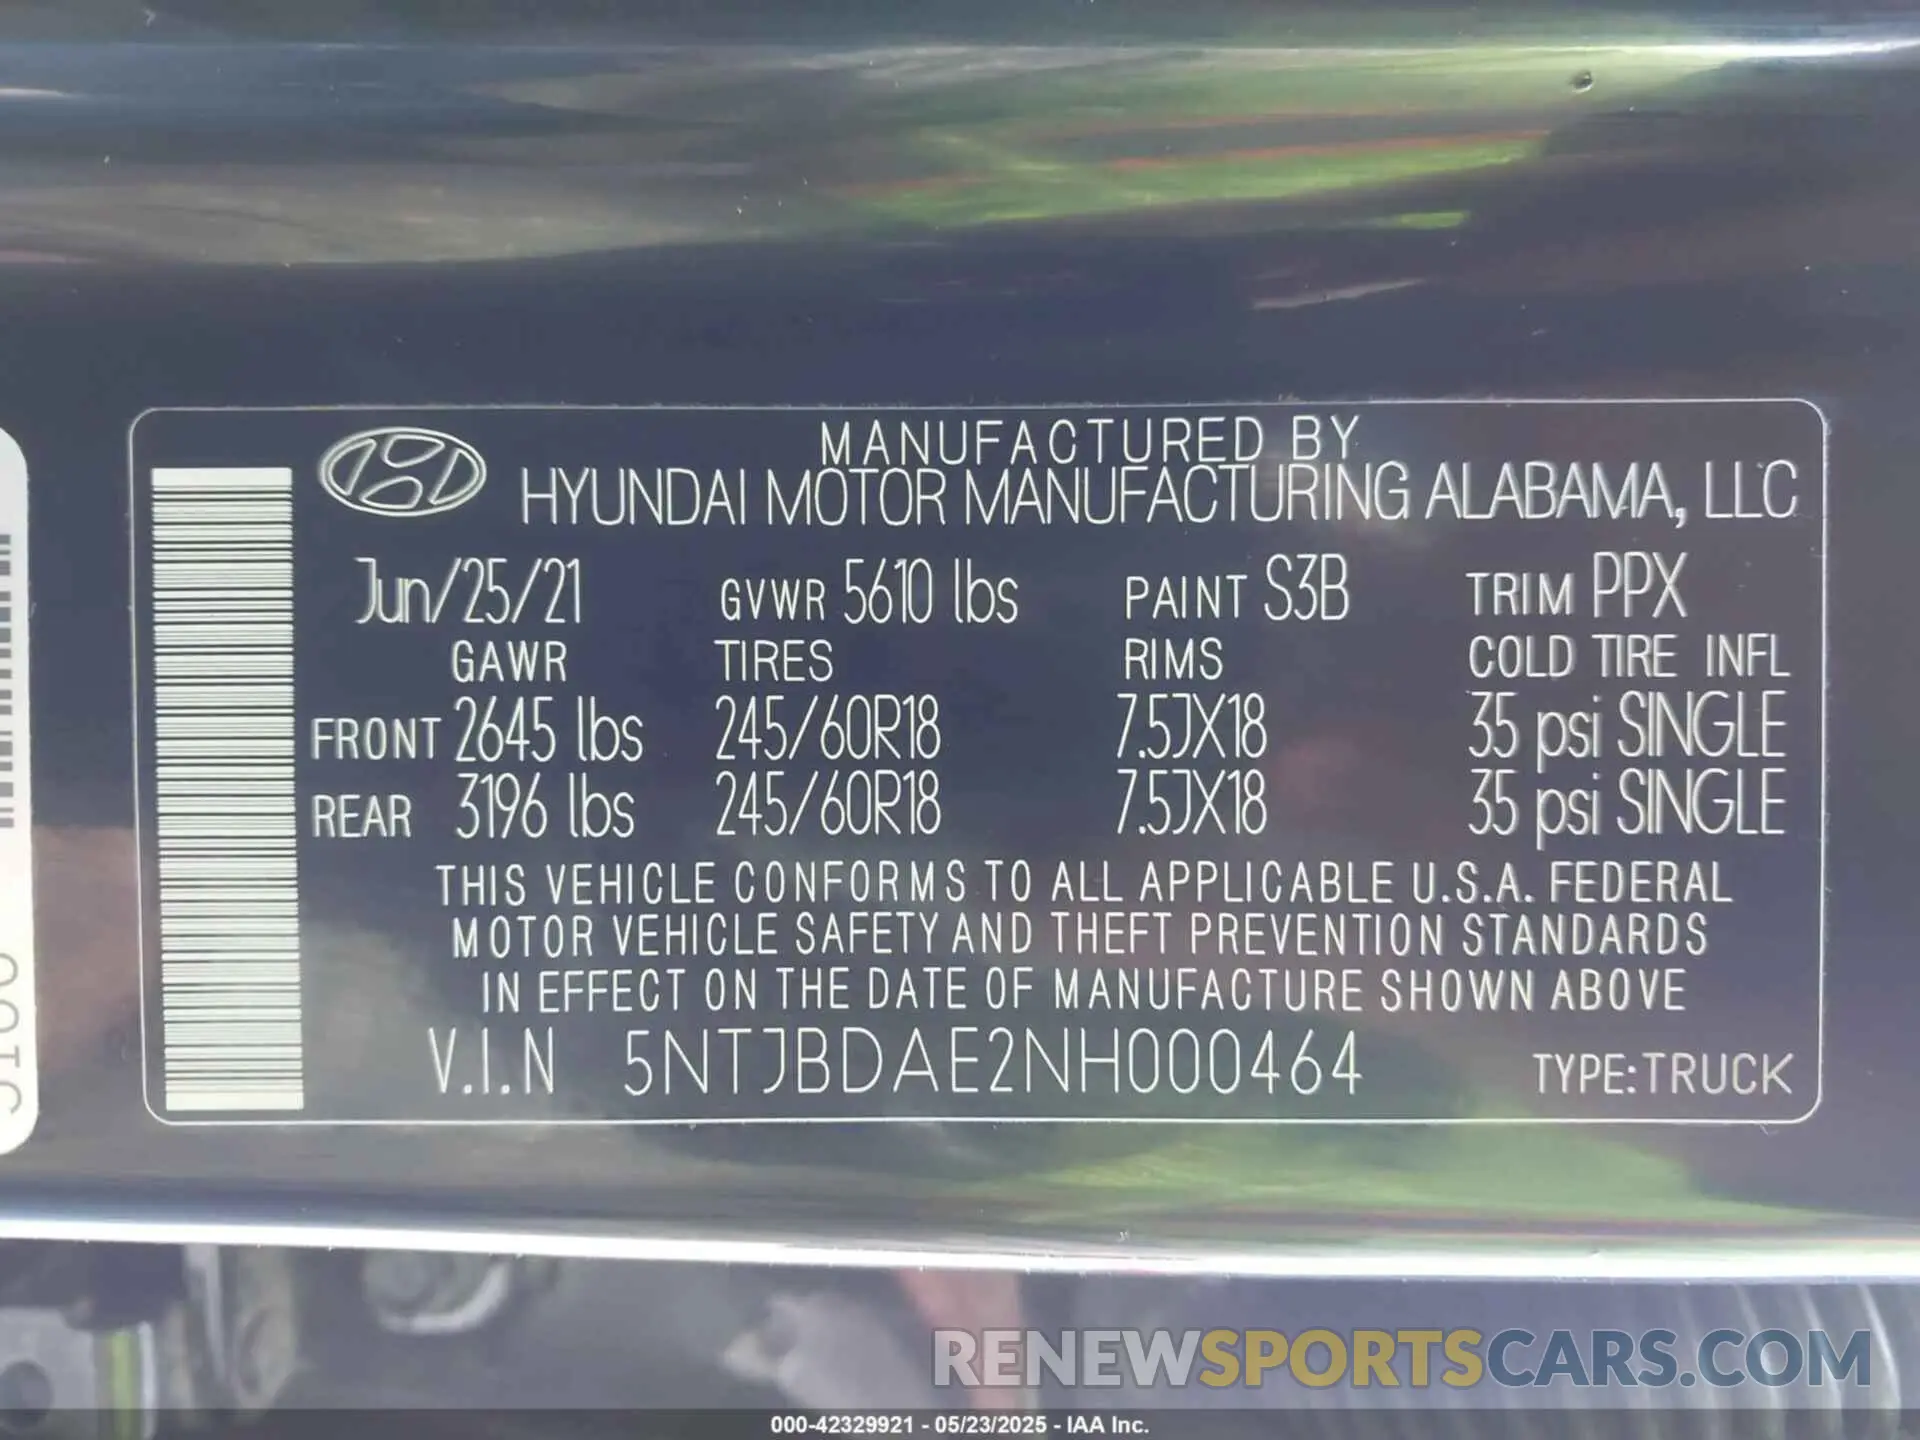 MANUFACTURED BY
HYUNDAI MOTOR MANUFACTURING ALABAMA, LLC
Jun/25/21 GVWR 5610 lbs PAINT S3B TRIM PPX
GAWR TIRES RIMS COLD TIRE INFL
FRONT 2645 lbs 245/60R18 7.5JX18 35 psi SINGLE
REAR 3196 lbs 245/60R18 7.5JX18 35 psi SINGLE
THIS VEHICLE CONFORMS TO ALL APPLICABLE U.S.A. FEDERAL
MOTOR VEHICLE SAFETY AND THEFT PREVENTION STANDARDS
IN EFFECT ON THE DATE OF MANUFACTURE SHOWN ABOVE
V.I.N 5NTJBDAE2NH000464 TYPE:TRUCK
RENEWSPORTSCARS.COM
000-42329921 - 05/23/2025 - IAA Inc.